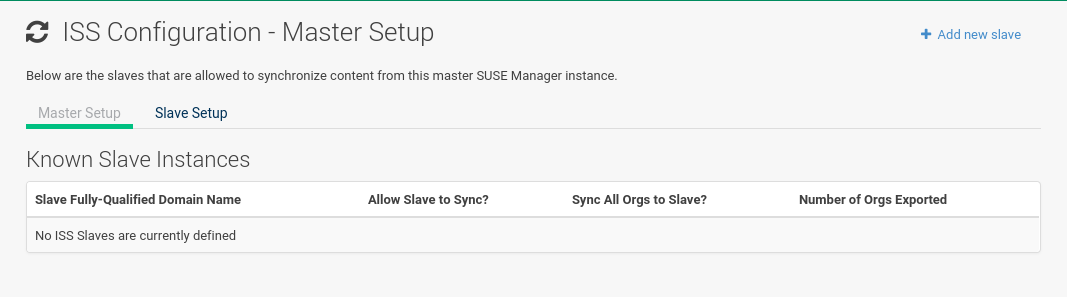 ISS Configuration - Master Setup
+ Add new slave
Below are the slaves that are allowed to synchronize content from this master SUSE Manager instance.
Master Setup Slave Setup
Known Slave Instances
Slave Fully-Qualified Domain Name Allow Slave to Sync? Sync All Orgs to Slave? Number of Orgs Exported
No ISS Slaves are currently defined